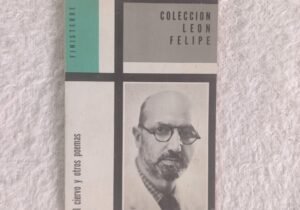 FINISTERRE
COLECCION
LEON
FELIPE
l ciervo y otros poemas